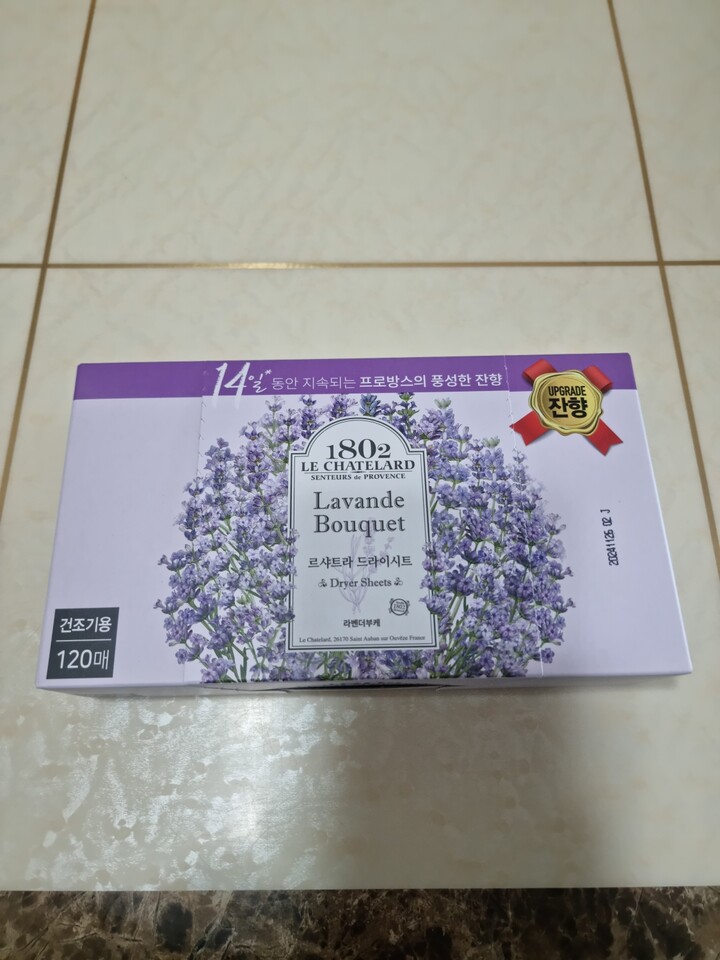 14일* 동안 지속되는 프로방스의 풍성한 잔향
UPGRADE
잔향
1802
LE CHATELARD
SENTEURS de PROVENCE
Lavande
Bouquet
르샤트라 드라이시트
Dryer Sheets
1802
라벤더부케
Le Chatelard, 26170 Saint Auban sur Ouvèze France
건조기용
120매
20241126 02 J